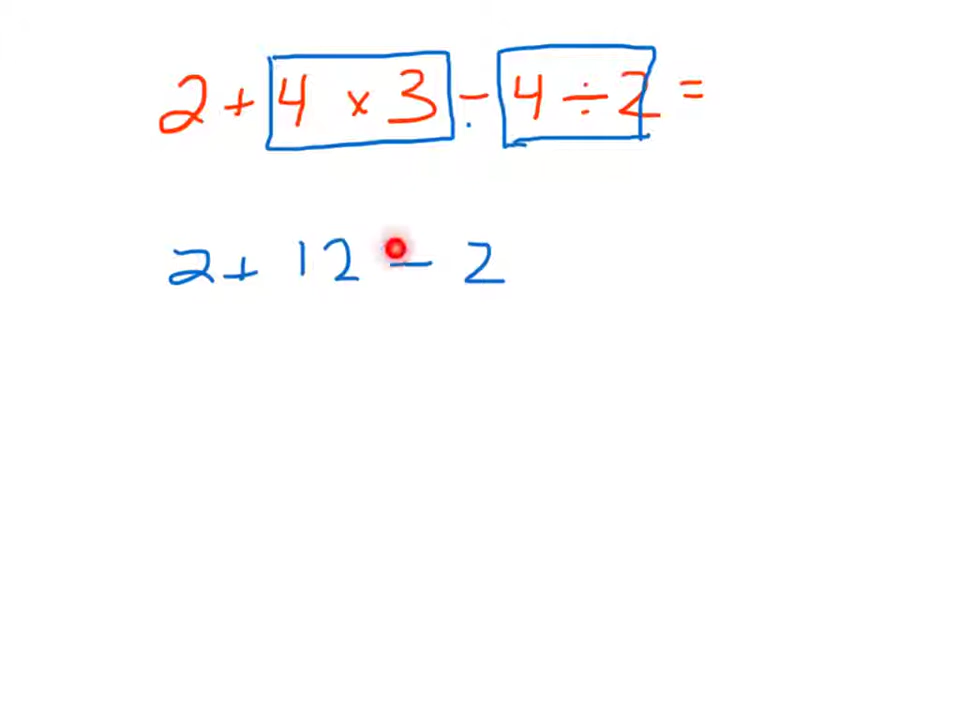 2 + 4 × 3 - 4 ÷ 2 =
2 + 12 - 2